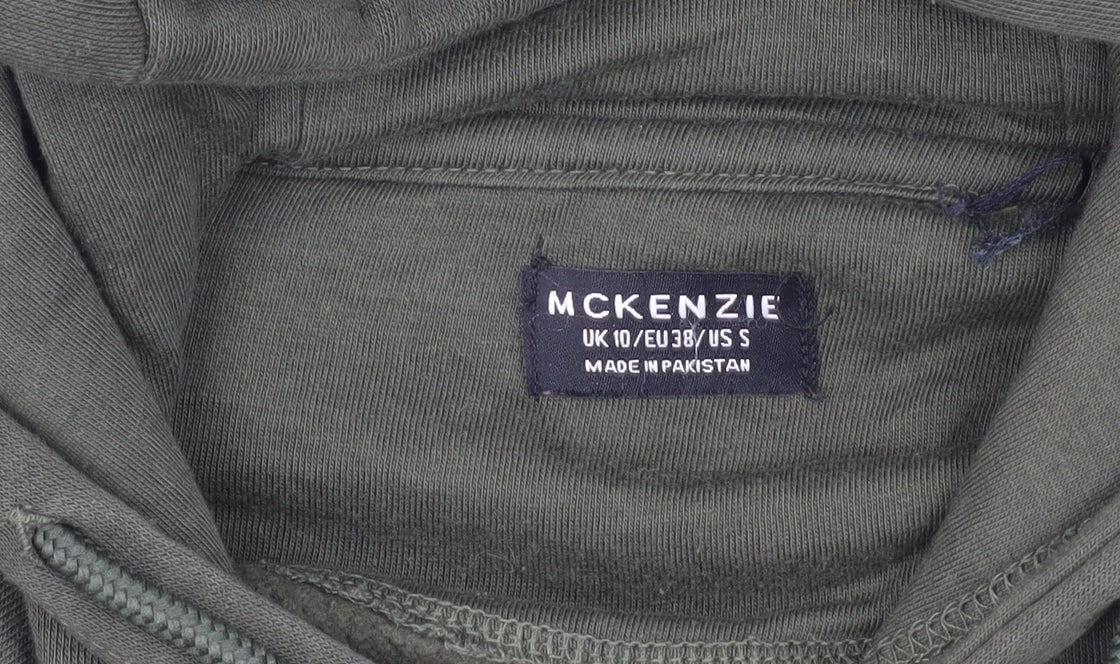 MCKENZIE
UK 10/EU 38/US S
MADE IN PAKISTAN